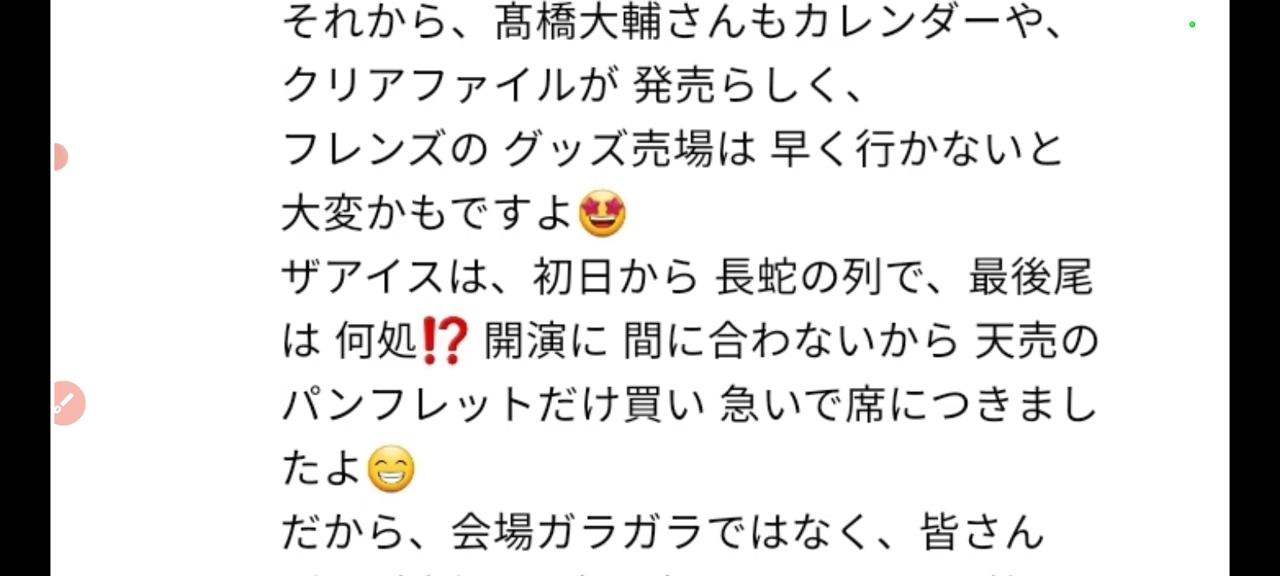 それから、髙橋大輔さんもカレンダーや、
クリアファイルが 発売らしく、
フレンズの グッズ売場は 早く行かないと
大変かもですよ🤩
ザアイスは、初日から 長蛇の列で、最後尾
は 何処⁉️ 開演に 間に合わないから 天売の
パンフレットだけ買い 急いで席につきまし
たよ😁
だから、会場ガラガラではなく、皆さん